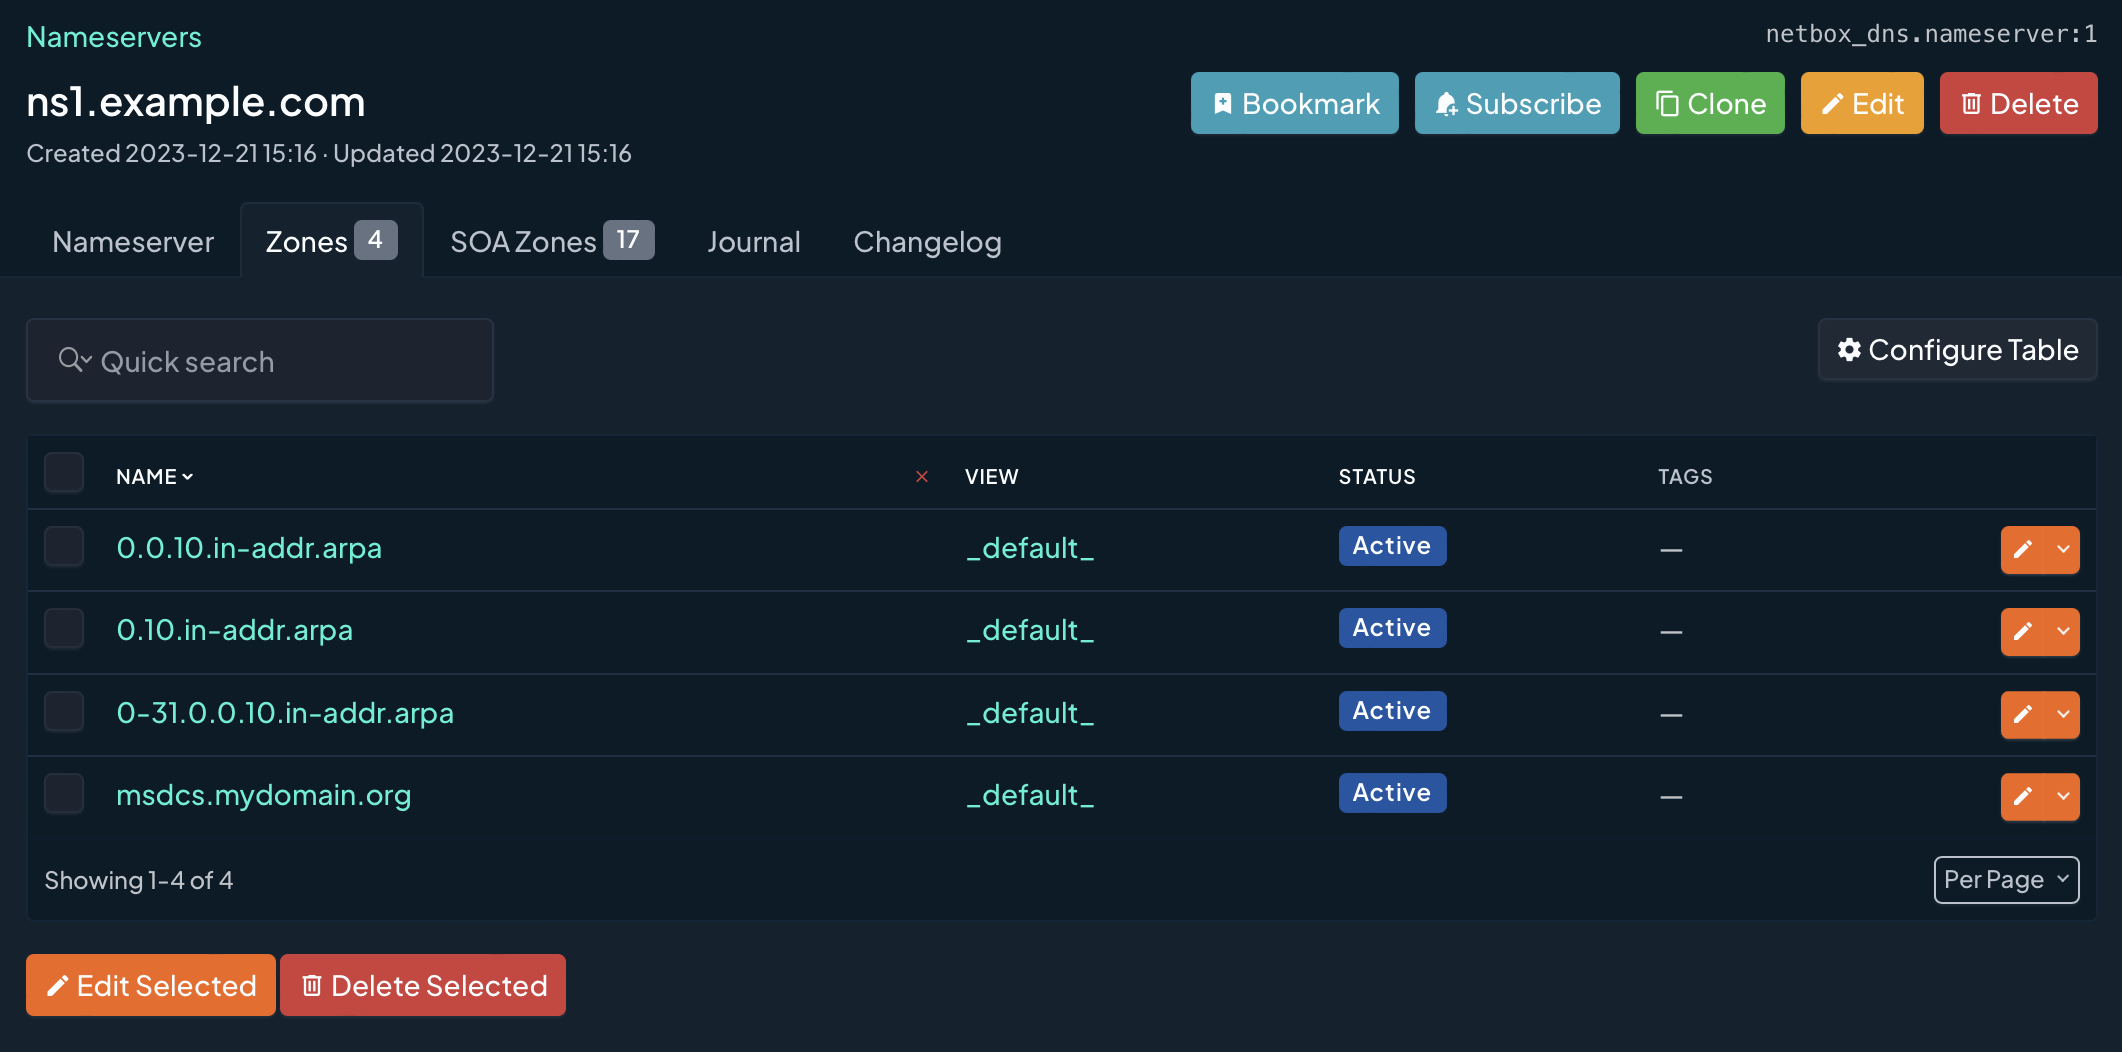 Nameservers
netbox_dns.nameserver:1
ns1.example.com
Bookmark Subscribe Clone Edit Delete
Created 2023-12-21 15:16 · Updated 2023-12-21 15:16
Nameserver Zones 4 SOA Zones 17 Journal Changelog
Quick search
Configure Table
NAME VIEW STATUS TAGS
0.0.10.in-addr.arpa _default_ Active —
0.10.in-addr.arpa _default_ Active —
0-31.0.0.10.in-addr.arpa _default_ Active —
msdcs.mydomain.org _default_ Active —
Showing 1-4 of 4
Per Page
Edit Selected Delete Selected